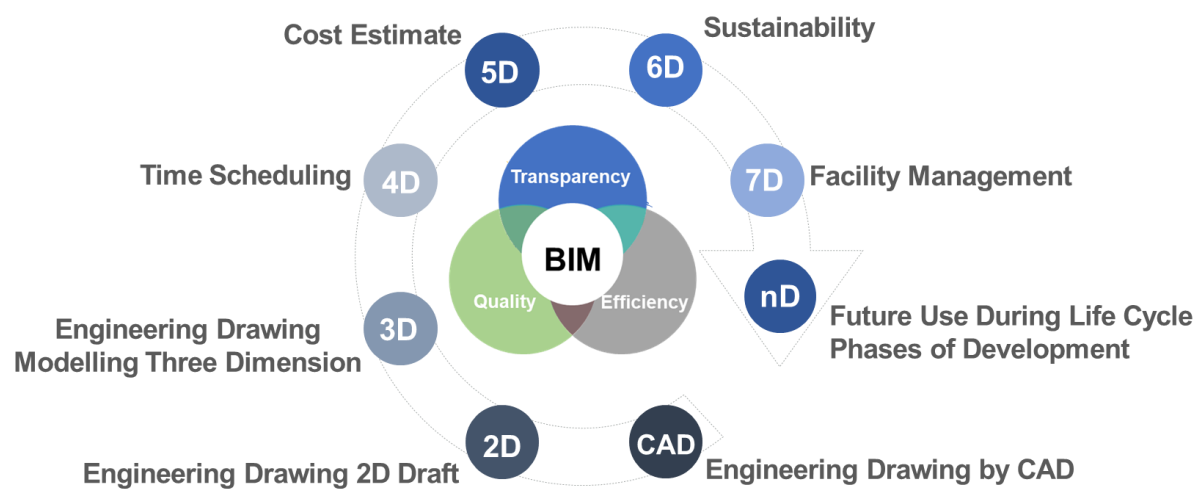 Cost Estimate
5D
6D
Sustainability
Time Scheduling
4D
Transparency
7D
Facility Management
BIM
Quality
Efficiency
nD
Future Use During Life Cycle
Phases of Development
Engineering Drawing
Modelling Three Dimension
3D
Engineering Drawing 2D Draft
2D
CAD
Engineering Drawing by CAD